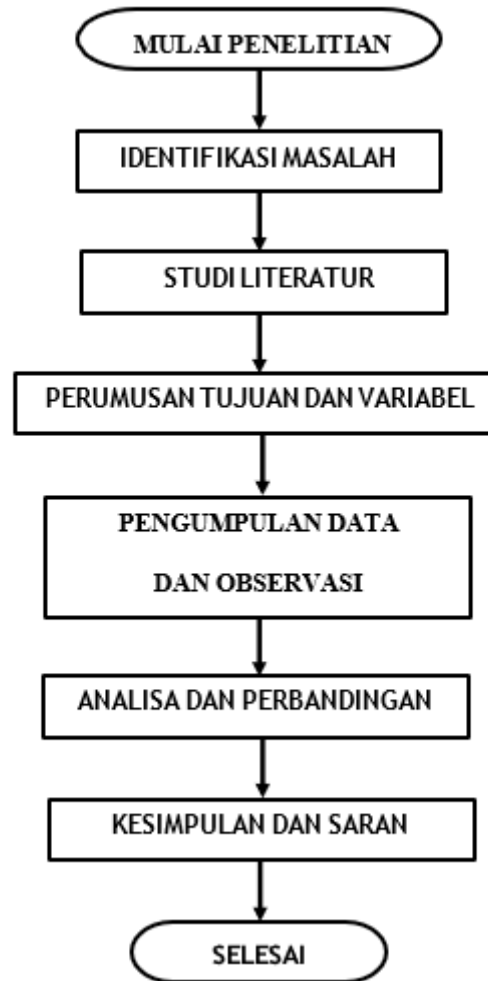 MULAI PENELITIAN
IDENTIFIKASI MASALAH
STUDI LITERATUR
PERUMUSAN TUJUAN DAN VARIABEL
PENGUMPULAN DATA
DAN OBSERVASI
ANALISA DAN PERBANDINGAN
KESIMPULAN DAN SARAN
SELESAI